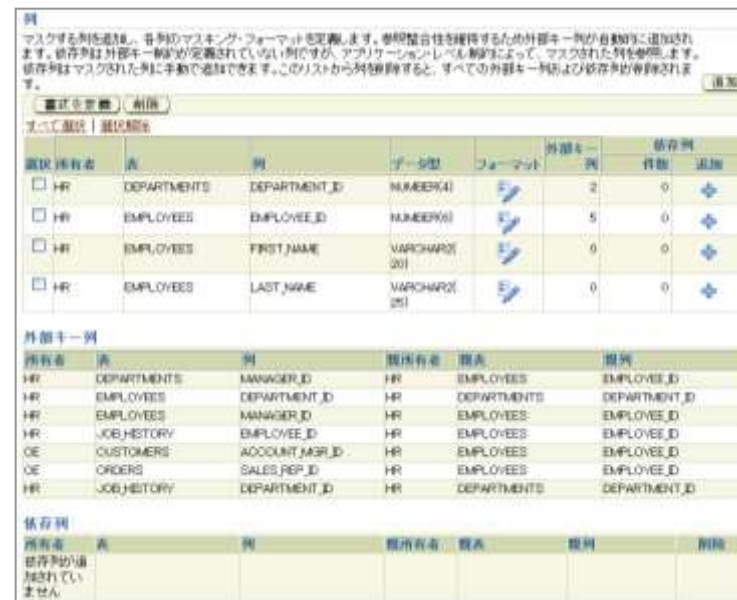 列
マスクする列を追加し、各列のマスキング・フォーマットを定義します。参照整合性を維持するため外部キー列が自動的に追加され
ます。依存列は外部キー制約が定義されていない列ですが、アプリケーション・レベル制約によって、マスクされた列を参照します。
依存列はマスクされた列に手動で追加できます。このリストから列を削除すると、すべての外部キー列および依存列が削除されま
す。
追加
書式を定義 削除
すべて選択 | 選択解除
選択 所有者 表 列 データ型 フォーマット 外部キー列 依存列 件数 追加
HR DEPARTMENTS DEPARTMENT_ID NUMBER(4) 2 0
HR EMPLOYEES EMPLOYEE_ID NUMBER(6) 5 0
HR EMPLOYEES FIRST_NAME VARCHAR2(20) 0 0
HR EMPLOYEES LAST_NAME VARCHAR2(25) 0 0
外部キー列
所有者 表 列 親所有者 親表 親列
HR DEPARTMENTS MANAGER_ID HR EMPLOYEES EMPLOYEE_ID
HR EMPLOYEES DEPARTMENT_ID HR DEPARTMENTS DEPARTMENT_ID
HR EMPLOYEES MANAGER_ID HR EMPLOYEES EMPLOYEE_ID
HR JOB_HISTORY EMPLOYEE_ID HR EMPLOYEES EMPLOYEE_ID
OE CUSTOMERS ACCOUNT_MGR_ID HR EMPLOYEES EMPLOYEE_ID
OE ORDERS SALES_REP_ID HR EMPLOYEES EMPLOYEE_ID
HR JOB_HISTORY DEPARTMENT_ID HR DEPARTMENTS DEPARTMENT_ID
依存列
所有者 表 列 親所有者 親表 親列 削除
依存列が追
加されてい
ません